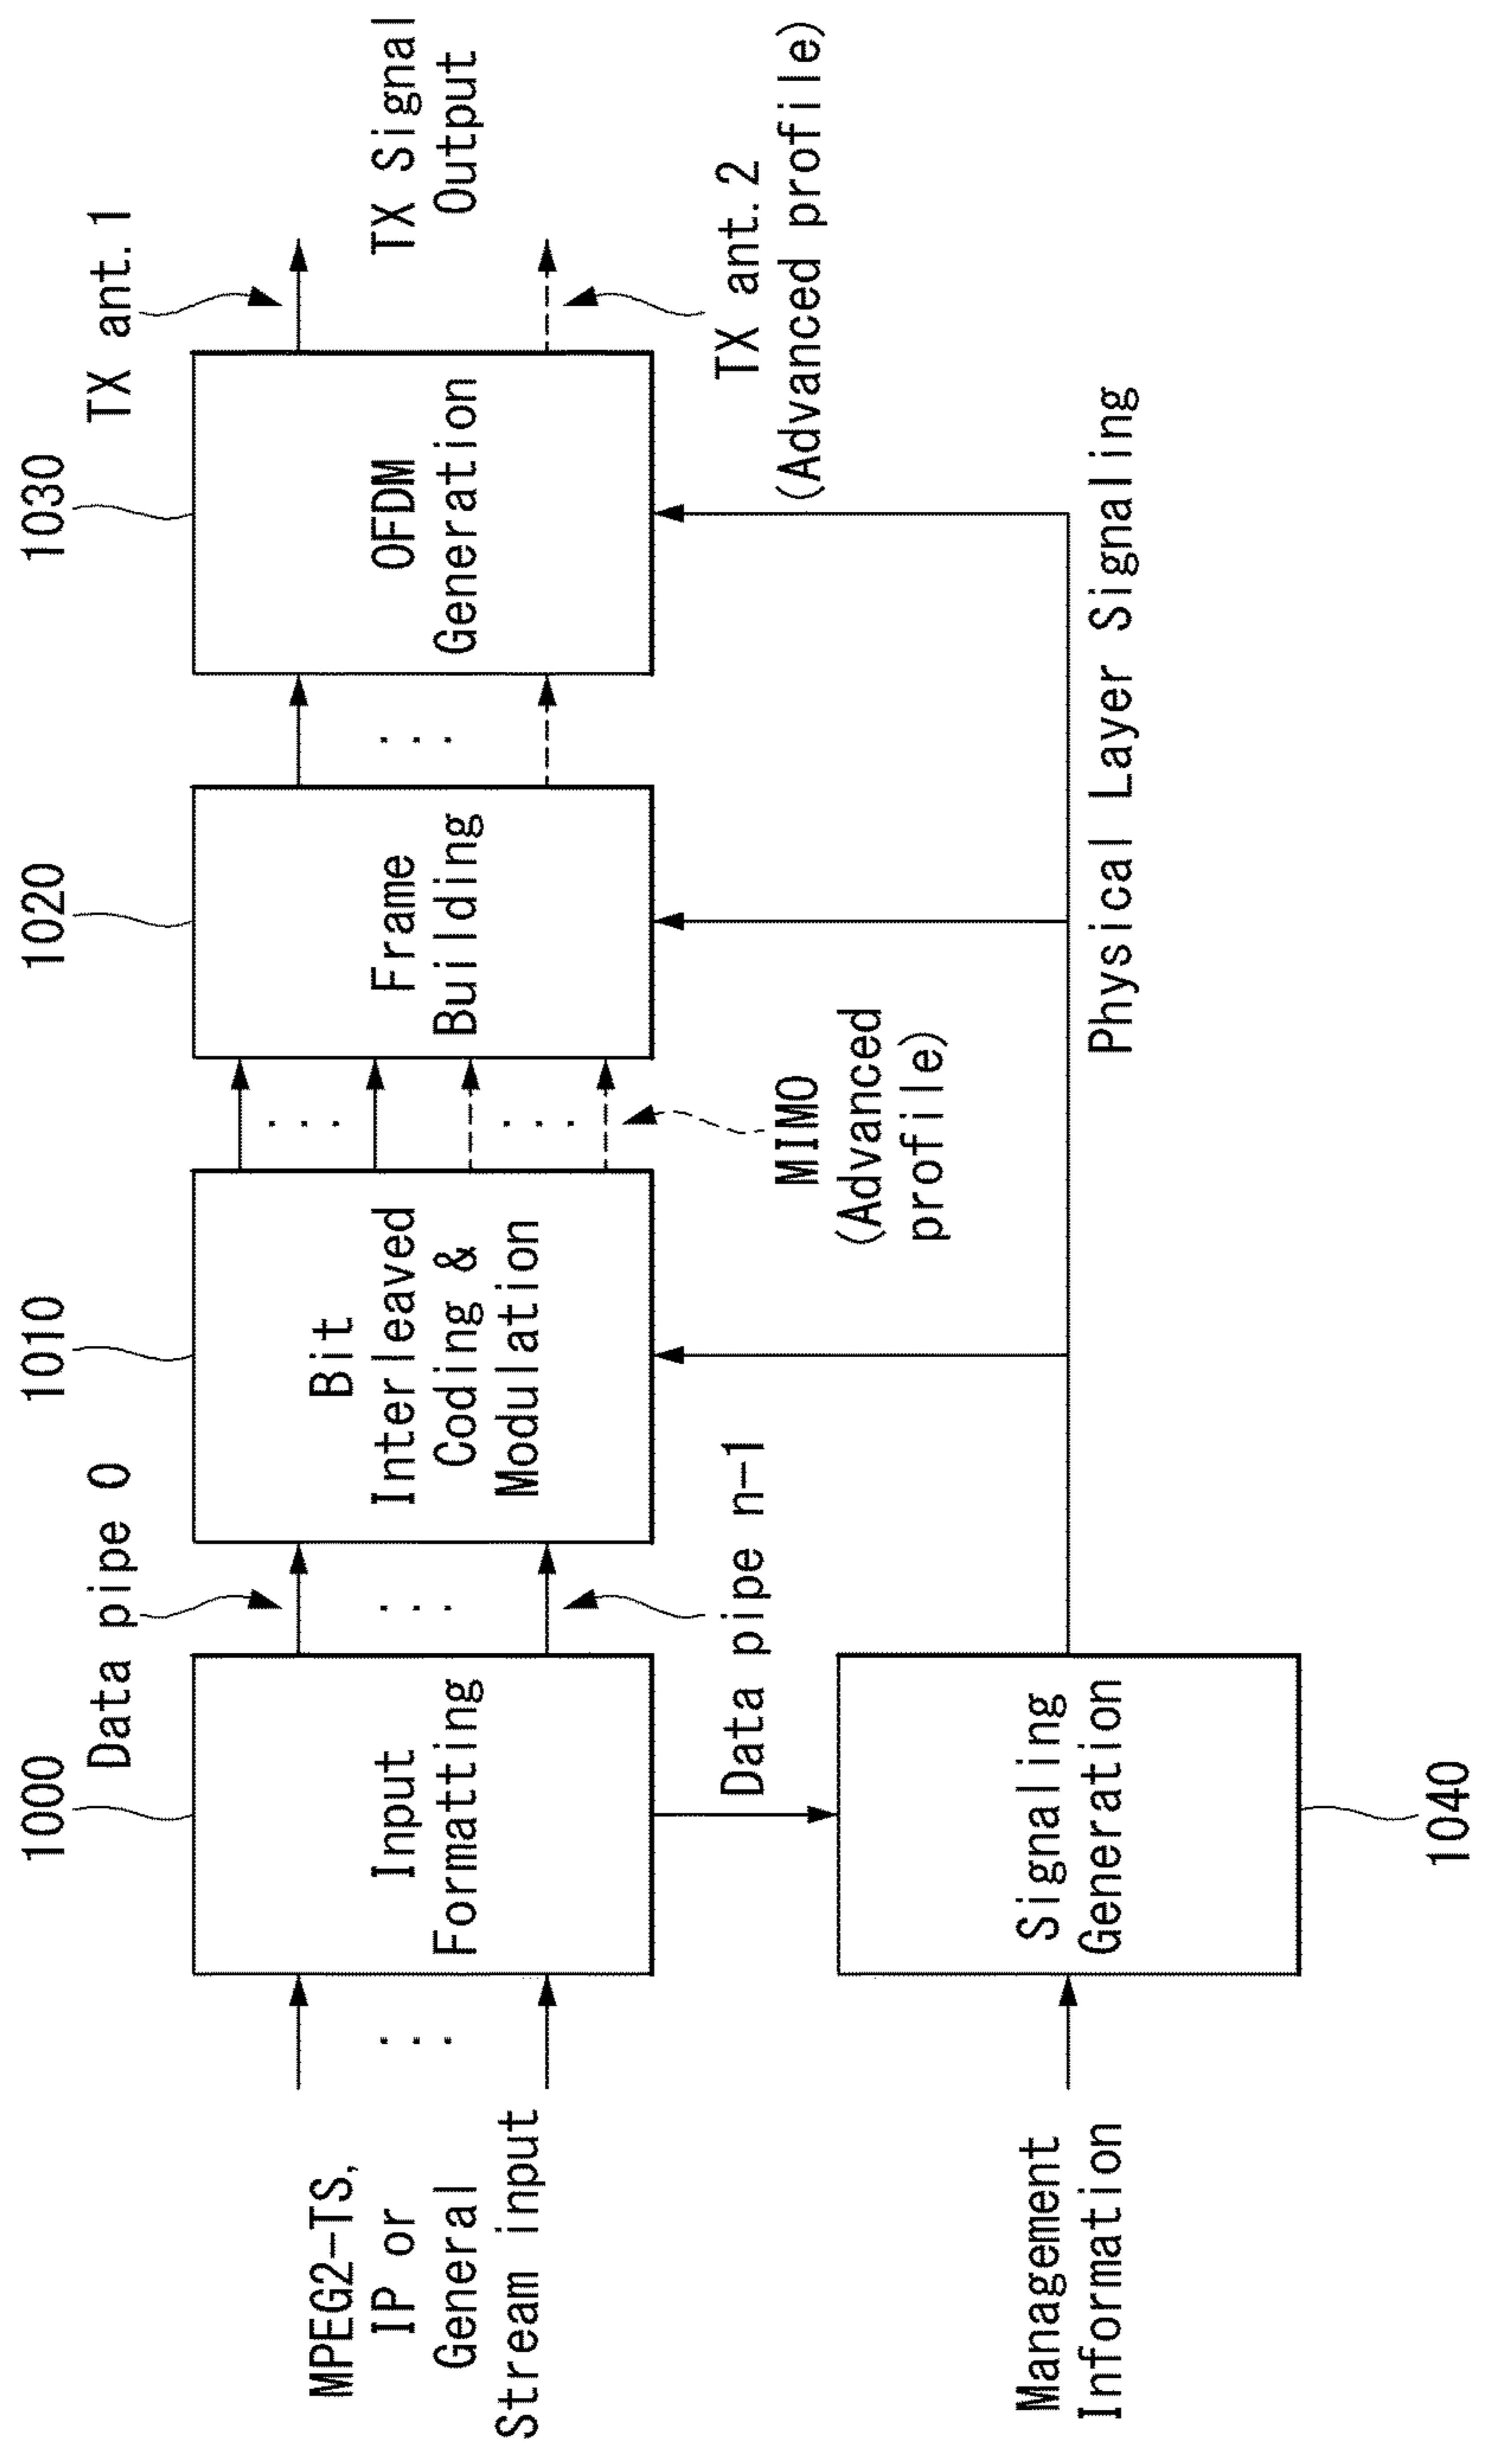 1000
1010
1020
1030
Data pipe 0
TX ant.1
MPEG2-TS,
IP or
General
Stream input
Input
Formatting
Bit
Interleaved
Coding &
Modulation
Frame
Building
OFDM
Generation
TX Signal
Output
Data pipe n-1
MIMO
(Advanced
profile)
TX ant.2
(Advanced profile)
Management
Information
Signaling
Generation
Physical Layer Signaling
1040